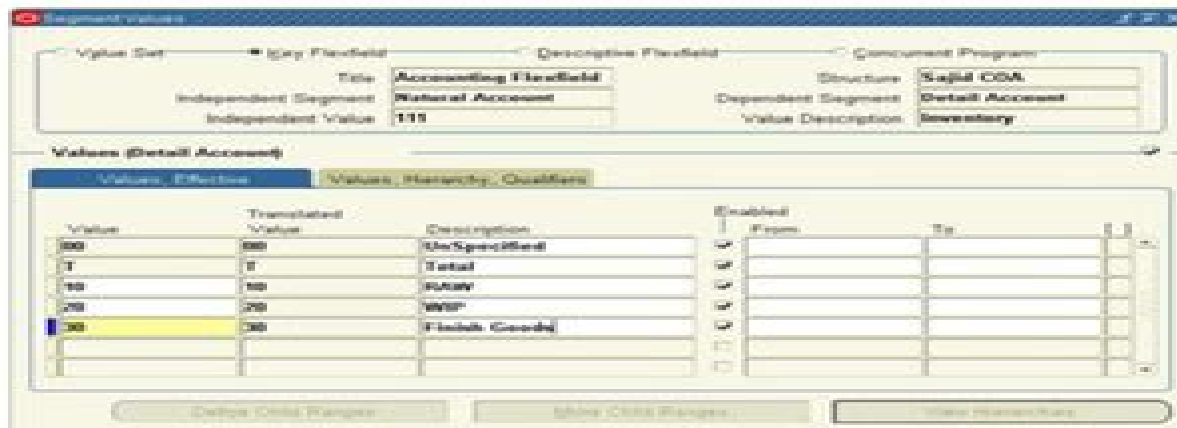 Segment Values
Value Set Key Flexfield Descriptive Flexfield Concurrent Program
Title Accounting Flexfield Structure Sajid COA
Independent Segment Natural Account Dependent Segment Detail Account
Independent Value 111 Value Description Inventory
Values (Detail Account)
Values, Effective Values, Hierarchy, Qualifiers
Translated Enabled
Value Value Description From To [ ]
00 00 UnSpecified
T T Total
10 10 RAW
20 20 WIP
30 30 Finish Goods
Define Child Ranges Move Child Ranges View Hierarchies